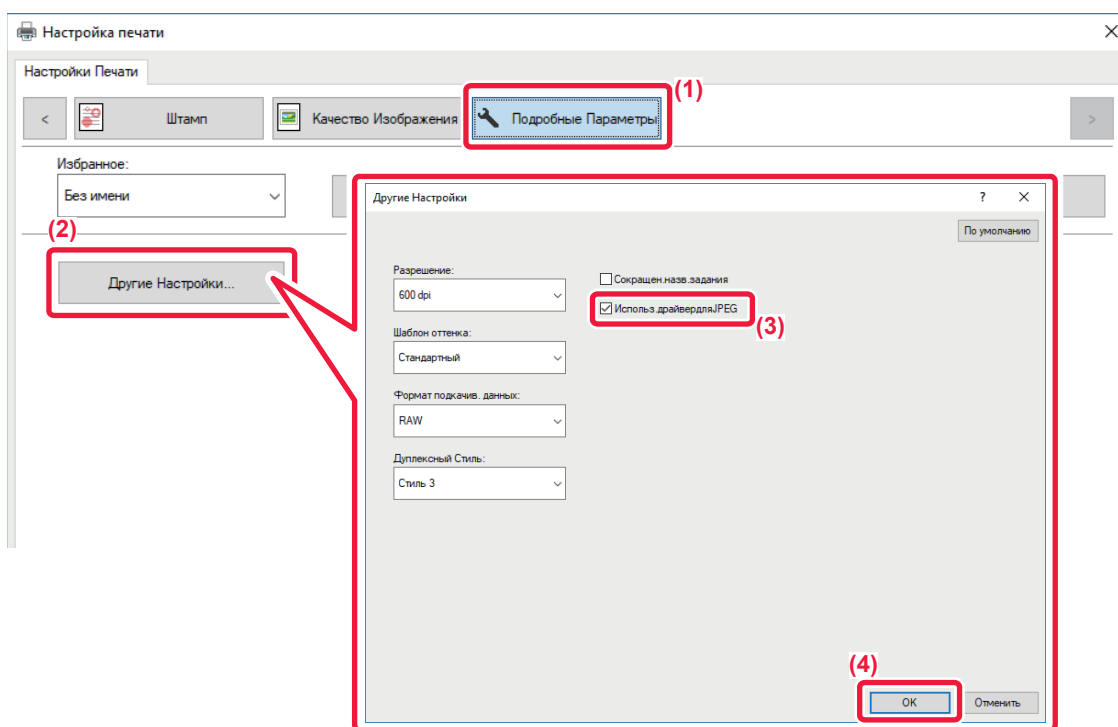 Настройка печати
Настройки Печати
(1)
<
Штамп
Качество Изображения
Подробные Параметры
>
Избранное:
Без имени
(2)
Другие Настройки...
Другие Настройки
?
По умолчанию
Разрешение:
600 dpi
Сокращен.назв.задания
Использ.драйвердляJPEG
(3)
Шаблон оттенка:
Стандартный
Формат подкачив. данных:
RAW
Дуплексный Стиль:
Стиль 3
(4)
OK
Отменить